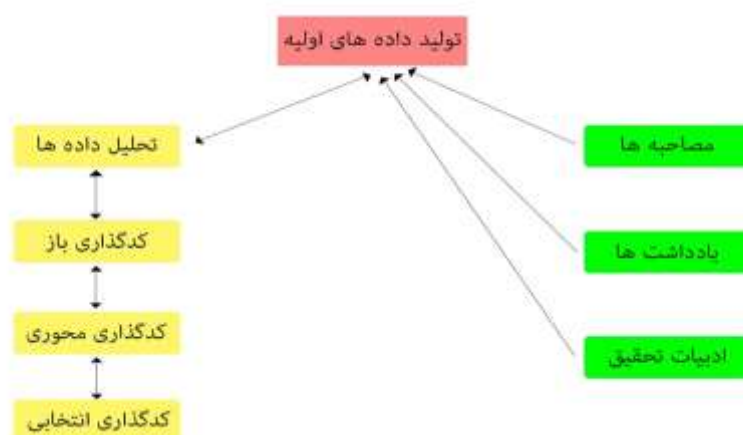 تولید داده های اولیه
مصاحبه ها
تحلیل داده ها
یادداشت ها
کدگذاری باز
ادبیات تحقیق
کدگذاری محوری
کدگذاری انتخابی